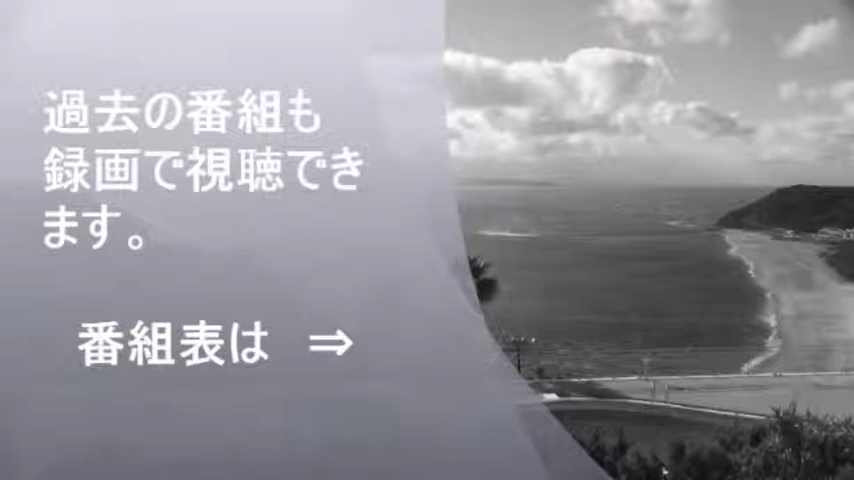 過去の番組も
録画で視聴でき
ます。
番組表は ⇒